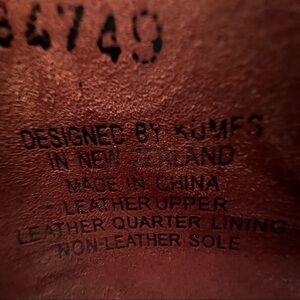 84749
DESIGNED BY KUMFS
IN NEW ZEALAND
MADE IN CHINA
LEATHER UPPER
LEATHER QUARTER LINING
NON-LEATHER SOLE